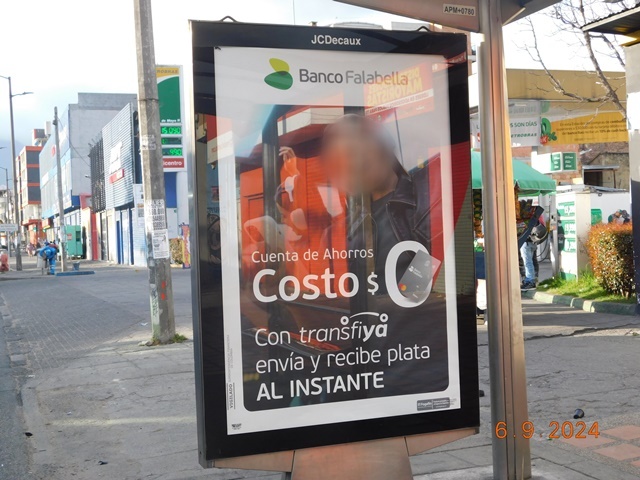 APM+0760
JCDecaux
Banco Falabella
Cuenta de Ahorros
Costo $0
Con transfiyá
envía y recibe plata
AL INSTANTE
6.9.2024